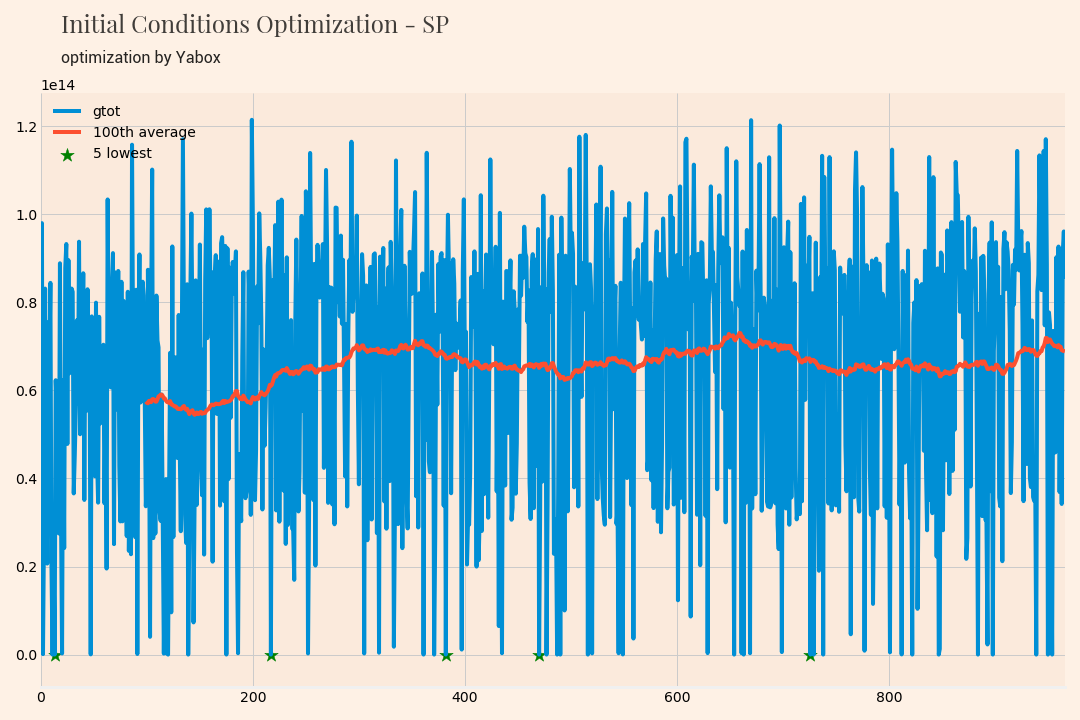 Initial Conditions Optimization - SP
optimization by Yabox
1e14
gtot
100th average
5 lowest
1.2
1.0
0.8
0.6
0.4
0.2
0.0
0 200 400 600 800